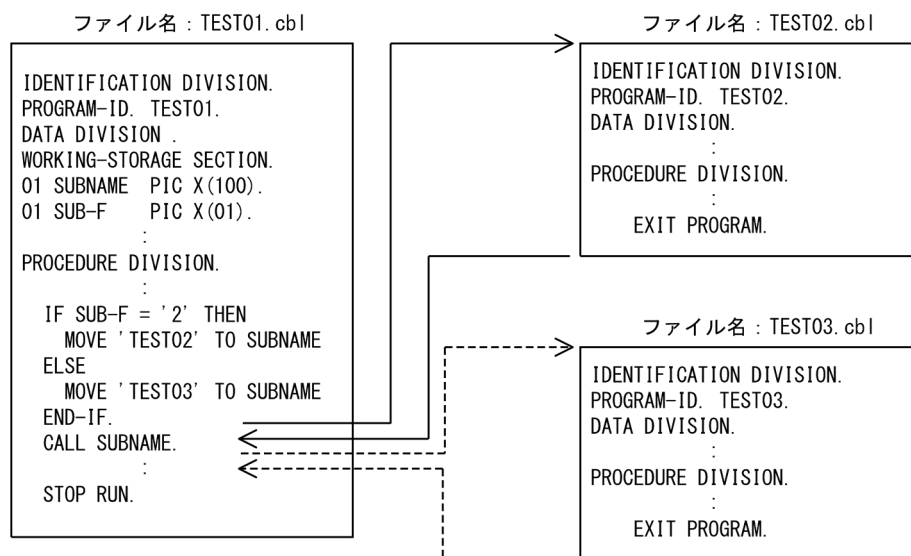 ファイル名：TEST01.cbl
IDENTIFICATION DIVISION.
PROGRAM-ID. TEST01.
DATA DIVISION .
WORKING-STORAGE SECTION.
01 SUBNAME PIC X(100).
01 SUB-F PIC X(01).
:
PROCEDURE DIVISION.
:
IF SUB-F = '2' THEN
MOVE 'TEST02' TO SUBNAME
ELSE
MOVE 'TEST03' TO SUBNAME
END-IF.
CALL SUBNAME.
:
STOP RUN.
ファイル名：TEST02.cbl
IDENTIFICATION DIVISION.
PROGRAM-ID. TEST02.
DATA DIVISION.
:
PROCEDURE DIVISION.
:
EXIT PROGRAM.
ファイル名：TEST03.cbl
IDENTIFICATION DIVISION.
PROGRAM-ID. TEST03.
DATA DIVISION.
:
PROCEDURE DIVISION.
:
EXIT PROGRAM.